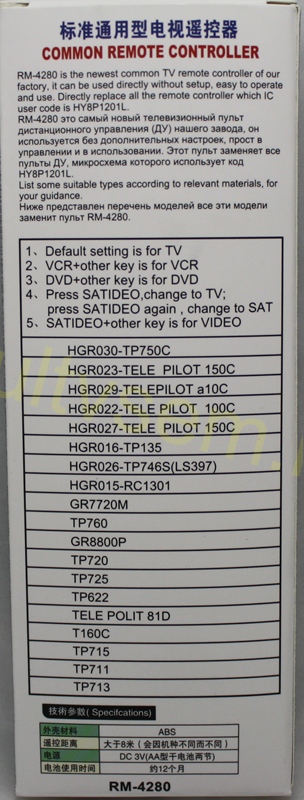 标准通用型电视遥控器
COMMON REMOTE CONTROLLER
RM-4280 is the newest common TV remote controller of our
factory, it can be used directly without setup, easy to operate
and use. Directly replace all the remote controller which IC
user code is HY8P1201L.
RM-4280 это самый новый телевизионный пульт
дистанционного управления (ДУ) нашего завода, он
используется без дополнительных настроек, прост в
управлении и в использовании. Этот пульт заменяет все
пульты ДУ, микросхема которого использует код
HY8P1201L.
List some suitable types according to relevant materials, for
your guidance.
Ниже представлен перечень моделей все эти модели
заменит пульт RM-4280.
1、Default setting is for TV
2、VCR+other key is for VCR
3、DVD+other key is for DVD
4、Press SATIDEO,change to TV;
press SATIDEO again , change to SAT
5、SATIDEO+other key is for VIDEO
HGR030-TP750C
HGR023-TELE PILOT 150C
HGR029-TELEPILOT a10C
HGR022-TELE PILOT 100C
HGR027-TELE PILOT 150C
HGR016-TP135
HGR026-TP746S(LS397)
HGR015-RC1301
GR7720M
TP760
GR8800P
TP720
TP725
TP622
TELE POLIT 81D
T160C
TP715
TP711
TP713
技術参数( Specifcations)
外壳材料 ABS
遥控距离 大于8米（会因机种不同而不同）
电源 DC 3V(AA型干电池两节)
电池使用时间 约12个月
RM-4280